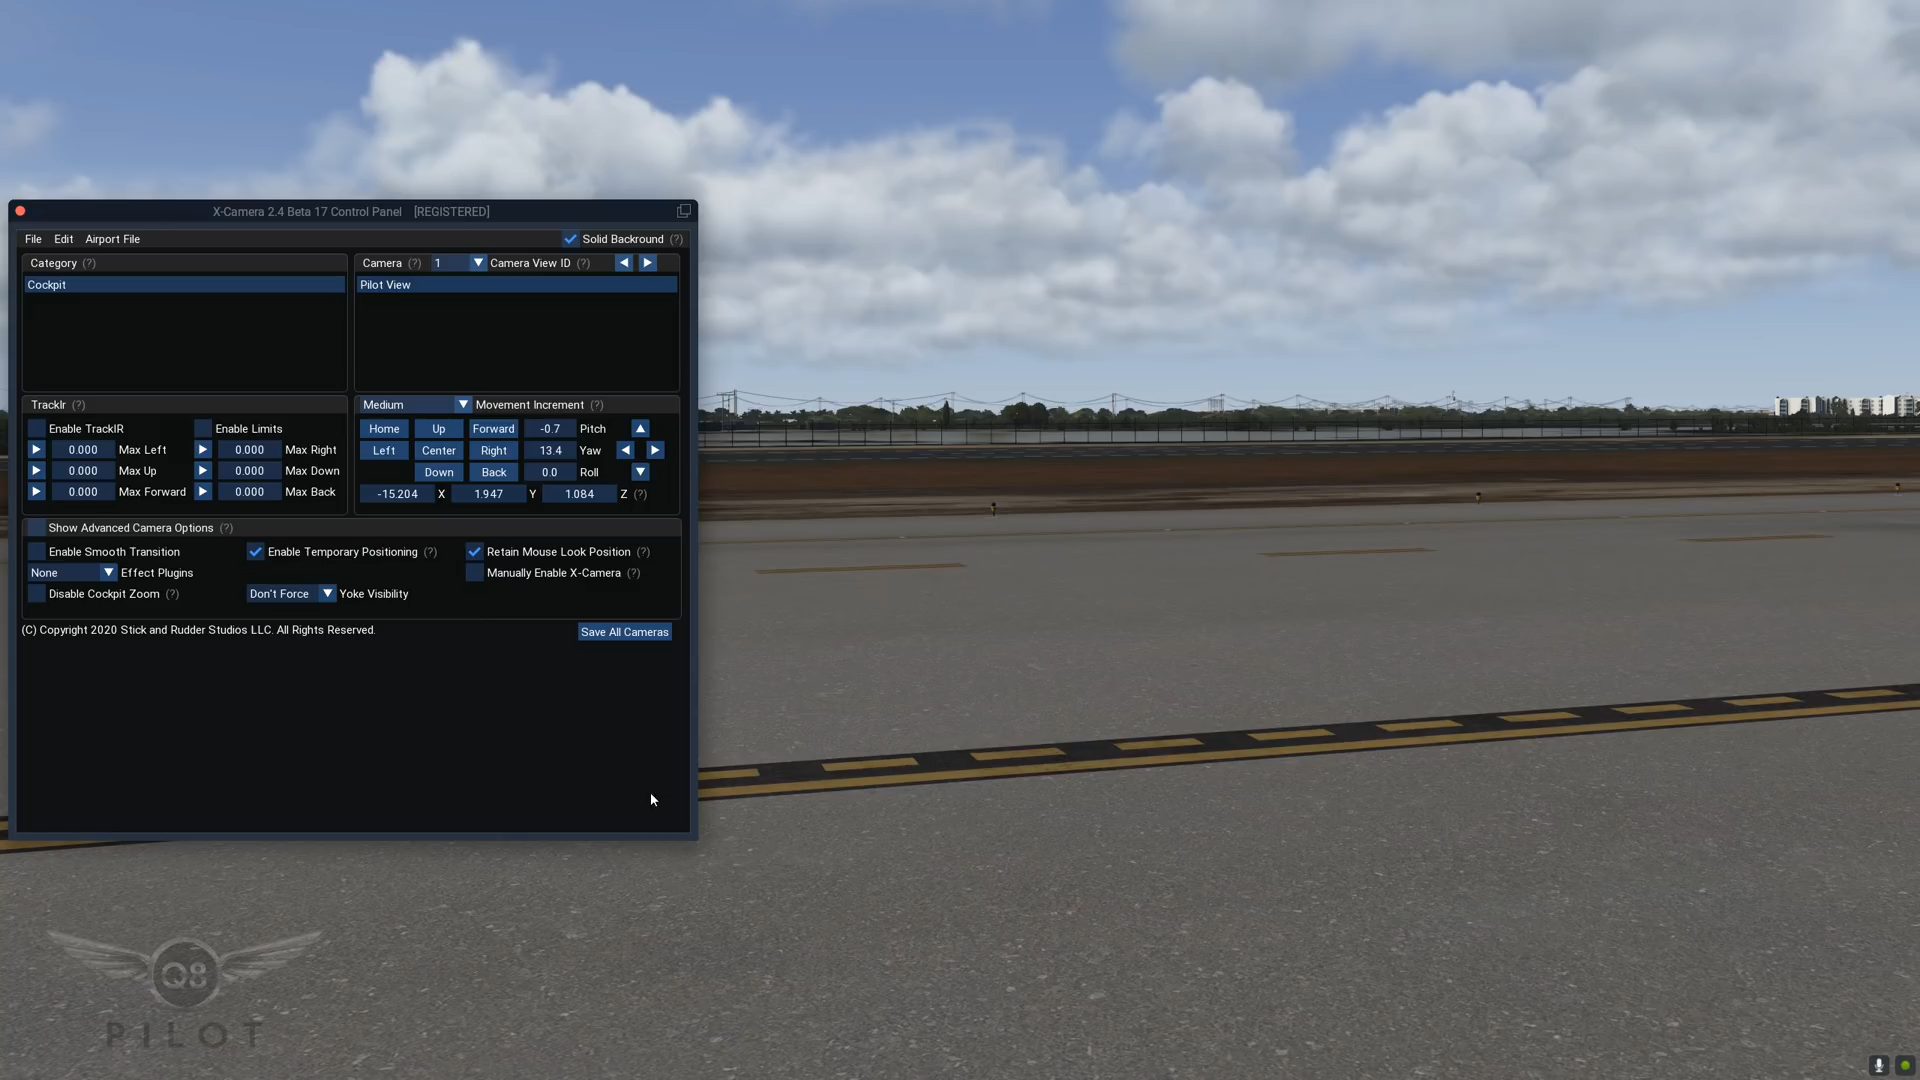 X-Camera 2.4 Beta 17 Control Panel [REGISTERED]
File Edit Airport File Solid Backround (?)
Category (?)
Cockpit
Camera (?) 1 Camera View ID (?)
Pilot View
TrackIr (?)
Enable TrackIR Enable Limits
0.000 Max Left 0.000 Max Right
0.000 Max Up 0.000 Max Down
0.000 Max Forward 0.000 Max Back
Medium Movement Increment (?)
Home Up Forward -0.7 Pitch
Left Center Right 13.4 Yaw
Down Back 0.0 Roll
-15.204 X 1.947 Y 1.084 Z (?)
Show Advanced Camera Options (?)
Enable Smooth Transition Enable Temporary Positioning (?) Retain Mouse Look Position (?)
None Effect Plugins Manually Enable X-Camera (?)
Disable Cockpit Zoom (?) Don't Force Yoke Visibility
(C) Copyright 2020 Stick and Rudder Studios LLC. All Rights Reserved. Save All Cameras
Q8
PILOT